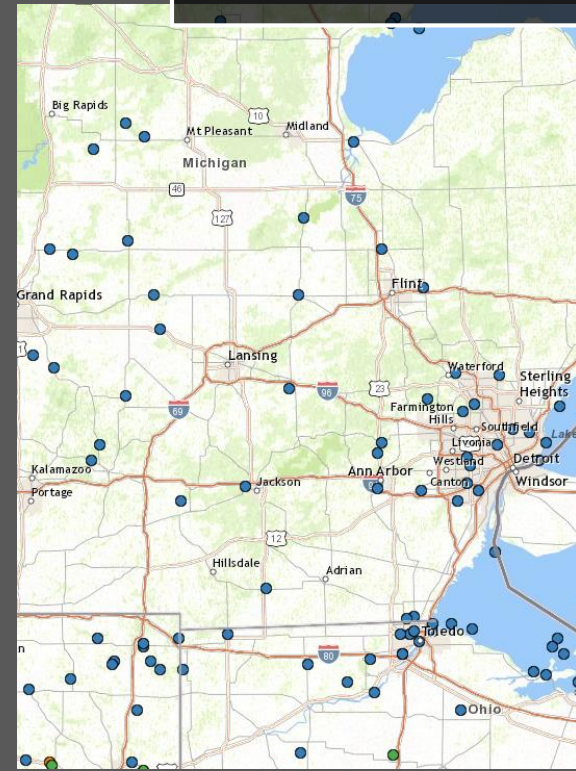 Big Rapids
10
Mt Pleasant
Midland
Michigan
46
75
127
Flint
Grand Rapids
Lansing
Waterford
Sterling
Heights
96
23
69
Farmington
Hills
Southfield
Livonia
Westland
Detroit
Kalamazoo
Ann Arbor
Canton
Windsor
Portage
Jackson
12
Hillsdale
Adrian
n
Toledo
80
Ohio